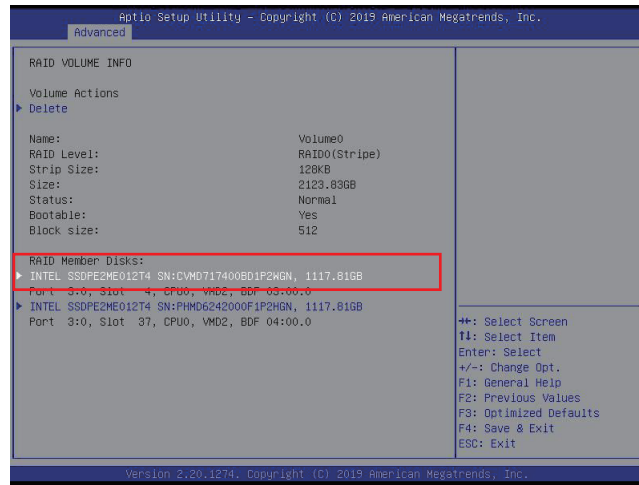 Aptio Setup Utility – Copyright (C) 2019 American Megatrends, Inc.
Advanced
RAID VOLUME INFO
Volume Actions
Delete
Name: Volume0
RAID Level: RAID0(Stripe)
Strip Size: 128KB
Size: 2123.83GB
Status: Normal
Bootable: Yes
Block size: 512
RAID Member Disks:
INTEL SSDPE2ME012T4 SN:CVMD717400BD1P2WGN, 1117.81GB
Port 3:0, Slot 4, CPU0, VMD2, BDF 03:00.0
INTEL SSDPE2ME012T4 SN:PHMD6242000F1P2HGN, 1117.81GB
Port 3:0, Slot 37, CPU0, VMD2, BDF 04:00.0
→←: Select Screen
↑↓: Select Item
Enter: Select
+/-: Change Opt.
F1: General Help
F2: Previous Values
F3: Optimized Defaults
F4: Save & Exit
ESC: Exit
Version 2.20.1274. Copyright (C) 2019 American Megatrends, Inc.